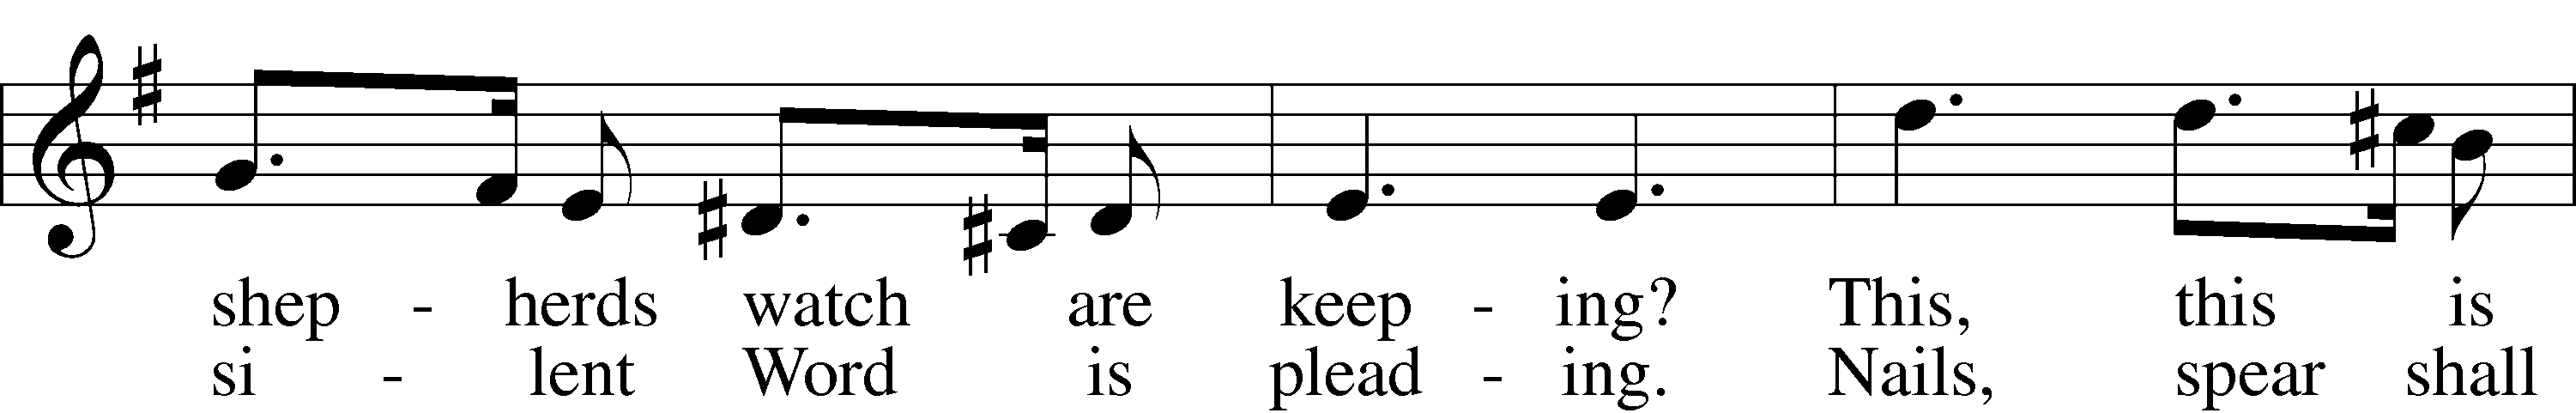 shep - herds watch are keep - ing? This, this is
si - lent Word is plead - ing. Nails, spear shall